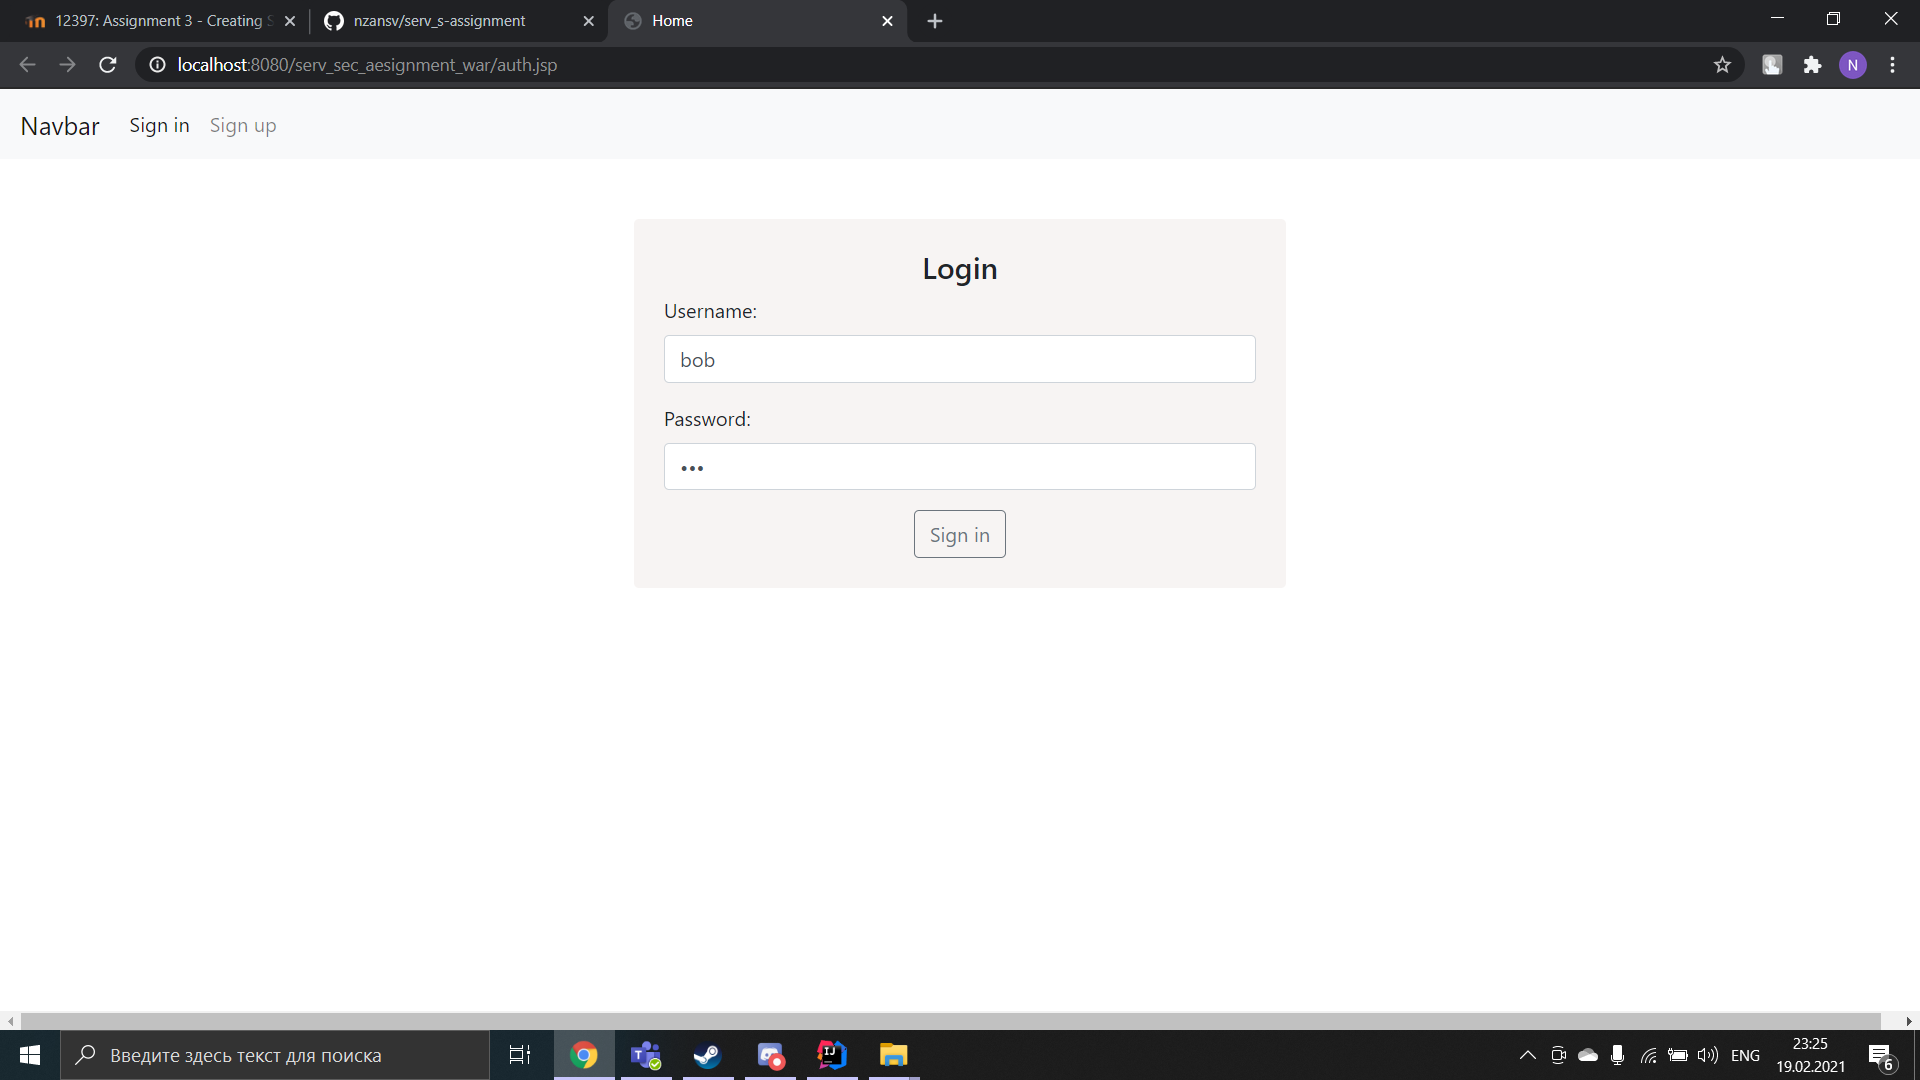 12397: Assignment 3 - Creating S
nzansv/serv_s-assignment
Home
localhost:8080/serv_sec_aesignment_war/auth.jsp
N
Navbar
Sign in
Sign up
Login
Username:
bob
Password:
•••
Sign in
Введите здесь текст для поиска
ENG
23:25
19.02.2021
6